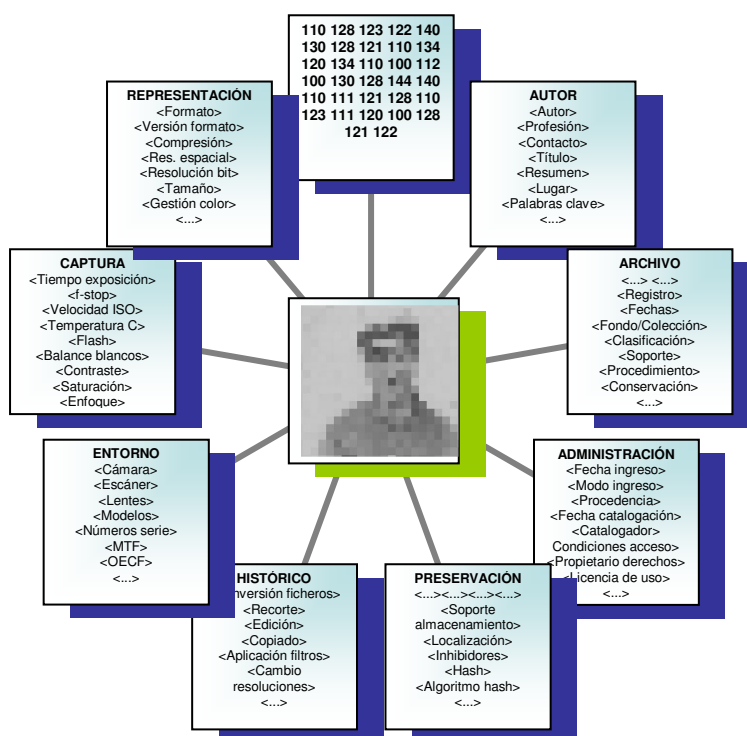 110 128 123 122 140
130 128 121 110 134
120 134 110 100 112
100 130 128 144 140
110 111 121 128 110
123 111 120 100 128
121 122
REPRESENTACIÓN
<Formato>
<Versión formato>
<Compresión>
<Res. espacial>
<Resolución bit>
<Tamaño>
<Gestión color>
<...>
AUTOR
<Autor>
<Profesión>
<Contacto>
<Título>
<Resumen>
<Lugar>
<Palabras clave>
<...>
CAPTURA
<Tiempo exposición>
<f-stop>
<Velocidad ISO>
<Temperatura C>
<Flash>
<Balance blancos>
<Contraste>
<Saturación>
<Enfoque>
ARCHIVO
<...> <...>
<Registro>
<Fechas>
<Fondo/Colección>
<Clasificación>
<Soporte>
<Procedimiento>
<Conservación>
<...>
ENTORNO
<Cámara>
<Escáner>
<Lentes>
<Modelos>
<Números serie>
<MTF>
<OECF>
<...>
ADMINISTRACIÓN
<Fecha ingreso>
<Modo ingreso>
<Procedencia>
<Fecha catalogación>
<Catalogador>
Condiciones acceso>
<Propietario derechos>
<Licencia de uso>
<...>
HISTÓRICO
nversión ficheros>
<Recorte>
<Edición>
<Copiado>
<Aplicación filtros>
<Cambio
resoluciones>
<...>
PRESERVACIÓN
<...><...><...><...>
<Soporte
almacenamiento>
<Localización>
<Inhibidores>
<Hash>
<Algoritmo hash>
<...>